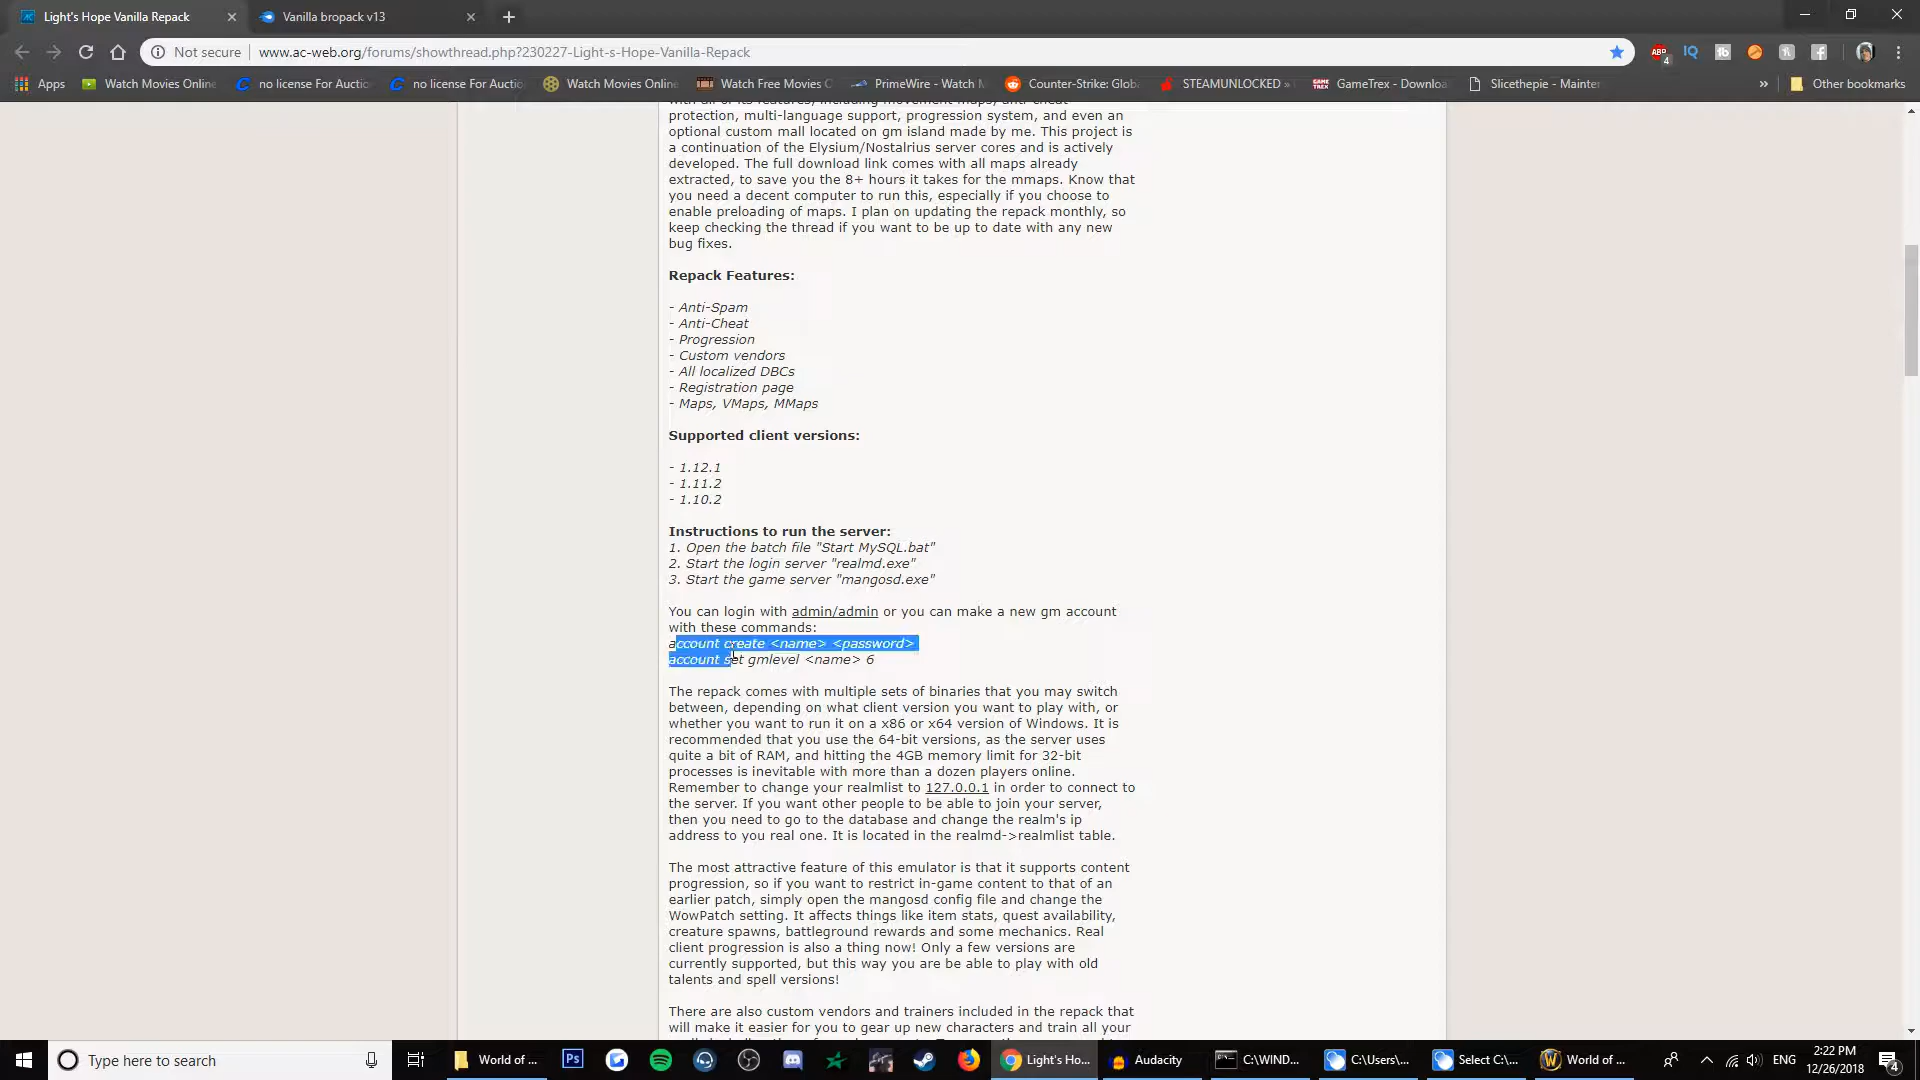 Light's Hope Vanilla Repack
Vanilla bropack v13
Not secure
www.ac-web.org/forums/showthread.php?230227-Light-s-Hope-Vanilla-Repack
ABP
4
IQ
tb
h
Apps
Watch Movies Online
no license For Auctio
no license For Auctio
Watch Movies Online
Watch Free Movies O
PrimeWire - Watch M
Counter-Strike: Glob
STEAMUNLOCKED »
GAME TREX
GameTrex - Downloa
Slicethepie - Mainten
»
Other bookmarks
with all of its features, including movement maps, anti-cheat
protection, multi-language support, progression system, and even an
optional custom mall located on gm island made by me. This project is
a continuation of the Elysium/Nostalrius server cores and is actively
developed. The full download link comes with all maps already
extracted, to save you the 8+ hours it takes for the mmaps. Know that
you need a decent computer to run this, especially if you choose to
enable preloading of maps. I plan on updating the repack monthly, so
keep checking the thread if you want to be up to date with any new
bug fixes.
Repack Features:
- Anti-Spam
- Anti-Cheat
- Progression
- Custom vendors
- All localized DBCs
- Registration page
- Maps, VMaps, MMaps
Supported client versions:
- 1.12.1
- 1.11.2
- 1.10.2
Instructions to run the server:
1. Open the batch file "Start MySQL.bat"
2. Start the login server "realmd.exe"
3. Start the game server "mangosd.exe"
You can login with admin/admin or you can make a new gm account
with these commands:
account create <name> <password>
account set gmlevel <name> 6
The repack comes with multiple sets of binaries that you may switch
between, depending on what client version you want to play with, or
whether you want to run it on a x86 or x64 version of Windows. It is
recommended that you use the 64-bit versions, as the server uses
quite a bit of RAM, and hitting the 4GB memory limit for 32-bit
processes is inevitable with more than a dozen players online.
Remember to change your realmlist to 127.0.0.1 in order to connect to
the server. If you want other people to be able to join your server,
then you need to go to the database and change the realm's ip
address to you real one. It is located in the realmd->realmlist table.
The most attractive feature of this emulator is that it supports content
progression, so if you want to restrict in-game content to that of an
earlier patch, simply open the mangosd config file and change the
WowPatch setting. It affects things like item stats, quest availability,
creature spawns, battleground rewards and some mechanics. Real
client progression is also a thing now! Only a few versions are
currently supported, but this way you are be able to play with old
talents and spell versions!
There are also custom vendors and trainers included in the repack that
will make it easier for you to gear up new characters and train all your
Type here to search
World of ...
Ps
Light's Ho...
Audacity
C:\WIND...
C:\Users\...
Select C:\...
World of ...
ENG
2:22 PM
12/26/2018
4